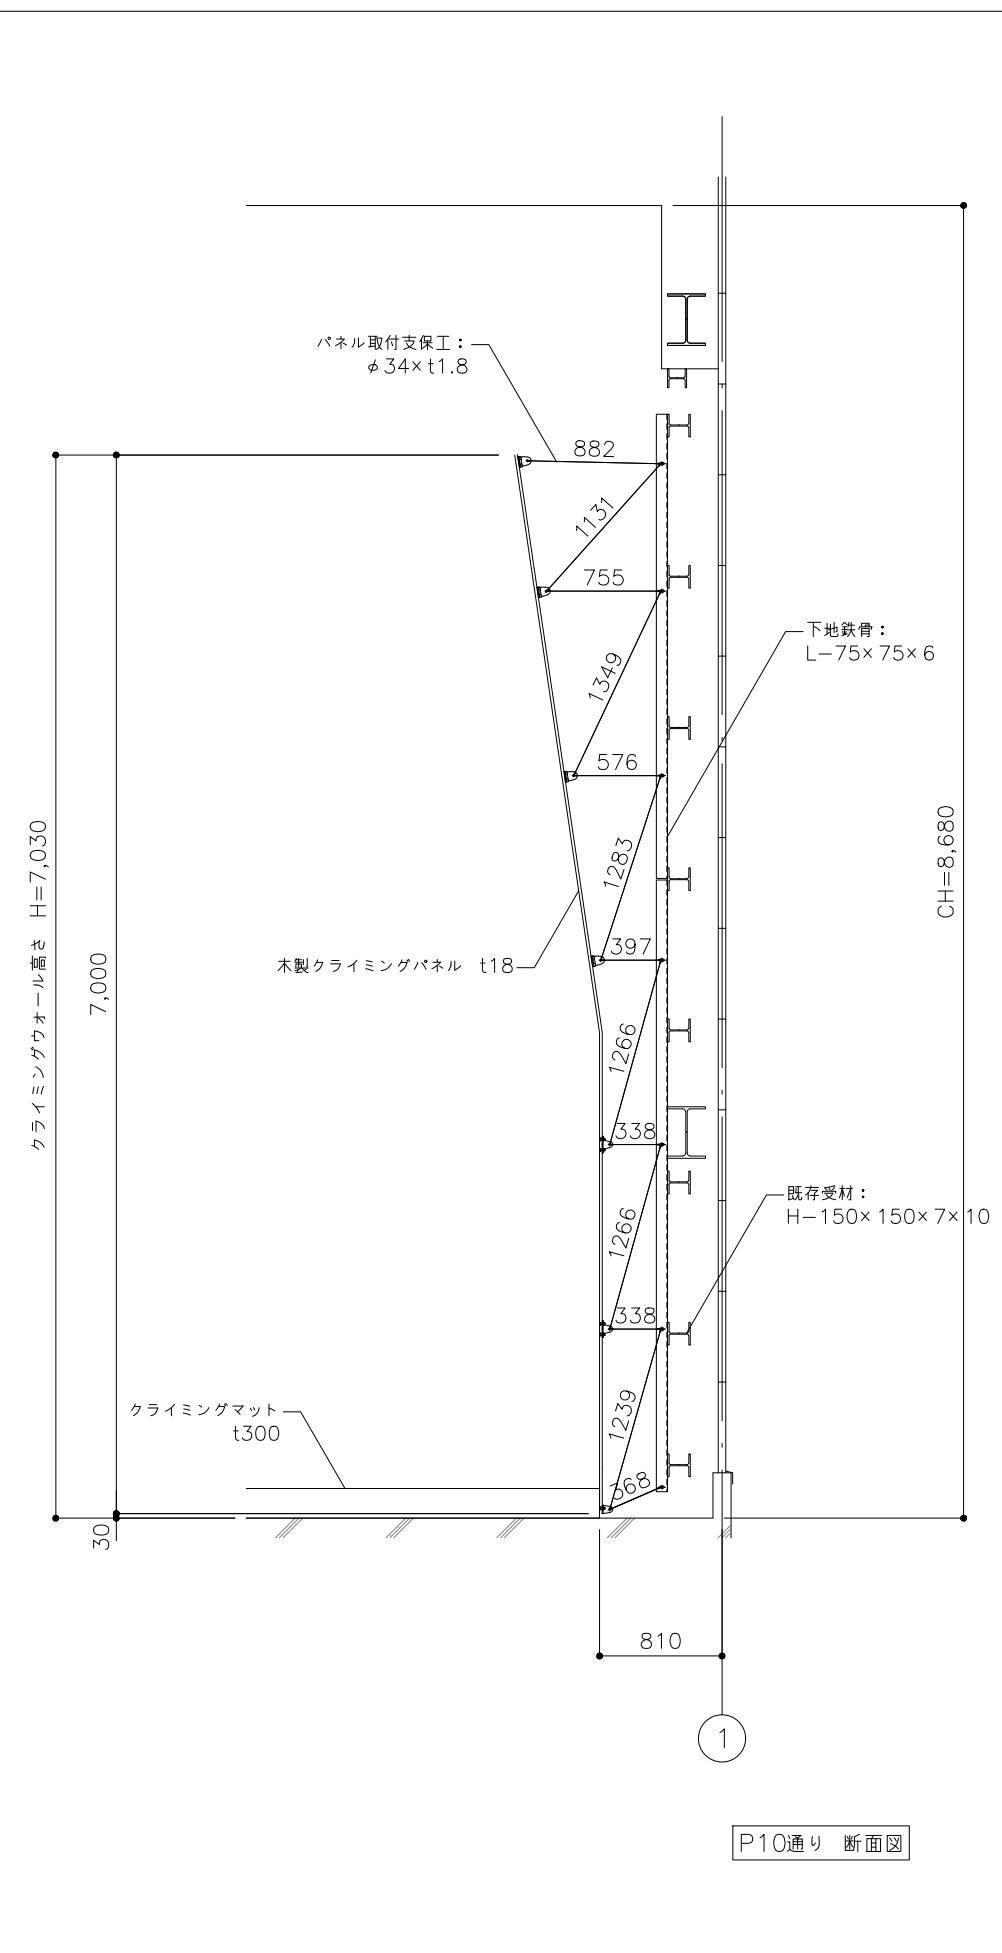 パネル取付支保工：
φ34×t1.8
882
1131
755
1349
576
1283
397
1266
338
1266
338
1239
368
下地鉄骨：
L−75×75×6
CH=8,680
クライミングウォール高さ　H=7,030
7,000
木製クライミングパネル　t18
既存受材：
H−150×150×7×10
クライミングマット
t300
30
810
1
P10通り　断面図